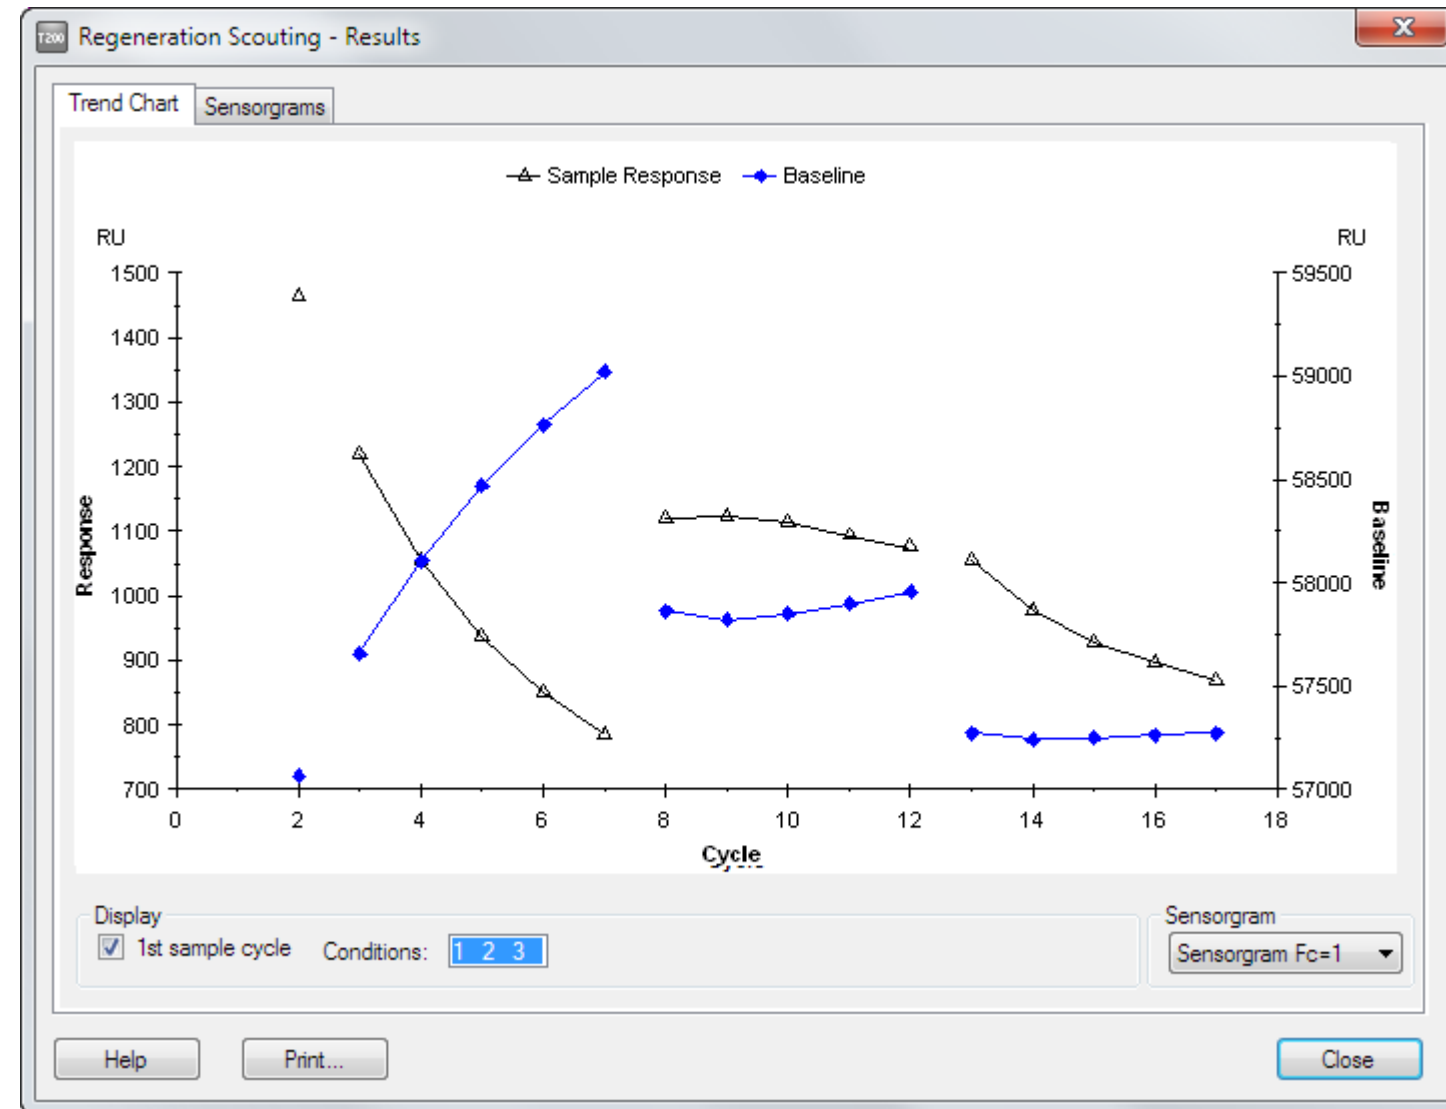 T200 Regeneration Scouting - Results X
Trend Chart Sensorgrams
Sample Response Baseline
RU RU
1500 59500
1400
59000
1300
1200 58500
1100
1000 58000
900
57500
800
700 57000
Response
Baseline
0 2 4 6 8 10 12 14 16 18
Cycle
Display Sensorgram
1st sample cycle Conditions: 1 2 3 Sensorgram Fc=1
Help Print... Close